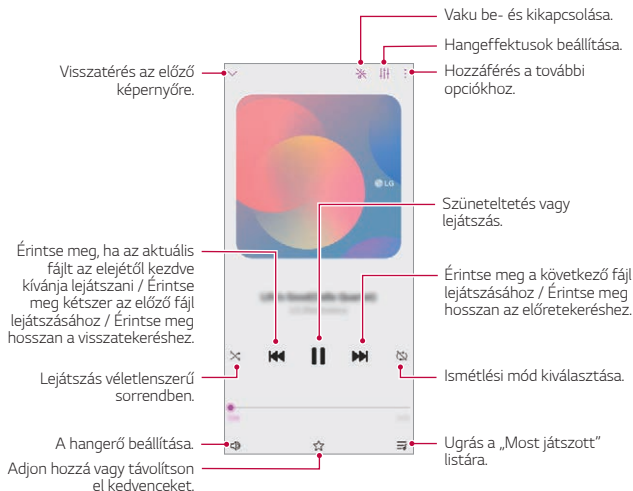 Vaku be- és kikapcsolása.
Hangeffektusok beállítása.
Visszatérés az előző
képernyőre.
Hozzáférés a további
opciókhoz.
LG
Szüneteltetés vagy
lejátszás.
Érintse meg, ha az aktuális
fájlt az elejétől kezdve
kívánja lejátszani / Érintse
meg kétszer az előző fájl
lejátszásához / Érintse meg
hosszan a visszatekeréshez.
Érintse meg a következő fájl
lejátszásához / Érintse meg
hosszan az előretekeréshez.
Lejátszás véletlenszerű
sorrendben.
Ismétlési mód kiválasztása.
A hangerő beállítása.
Ugrás a „Most játszott”
listára.
Adjon hozzá vagy távolítson
el kedvenceket.